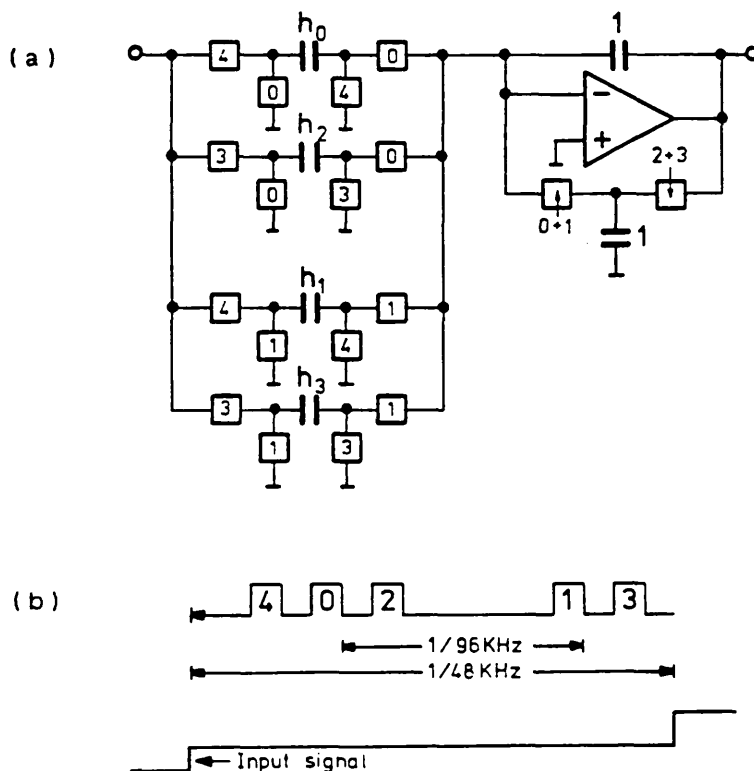 (a)
4 h0 0 1
0 4
3 h2 0 − +
0 3 2÷3
0÷1 1
4 h1 1
1 4
3 h3 1
1 3
(b)
4 0 2 1 3
1/96KHz
1/48KHz
Input signal